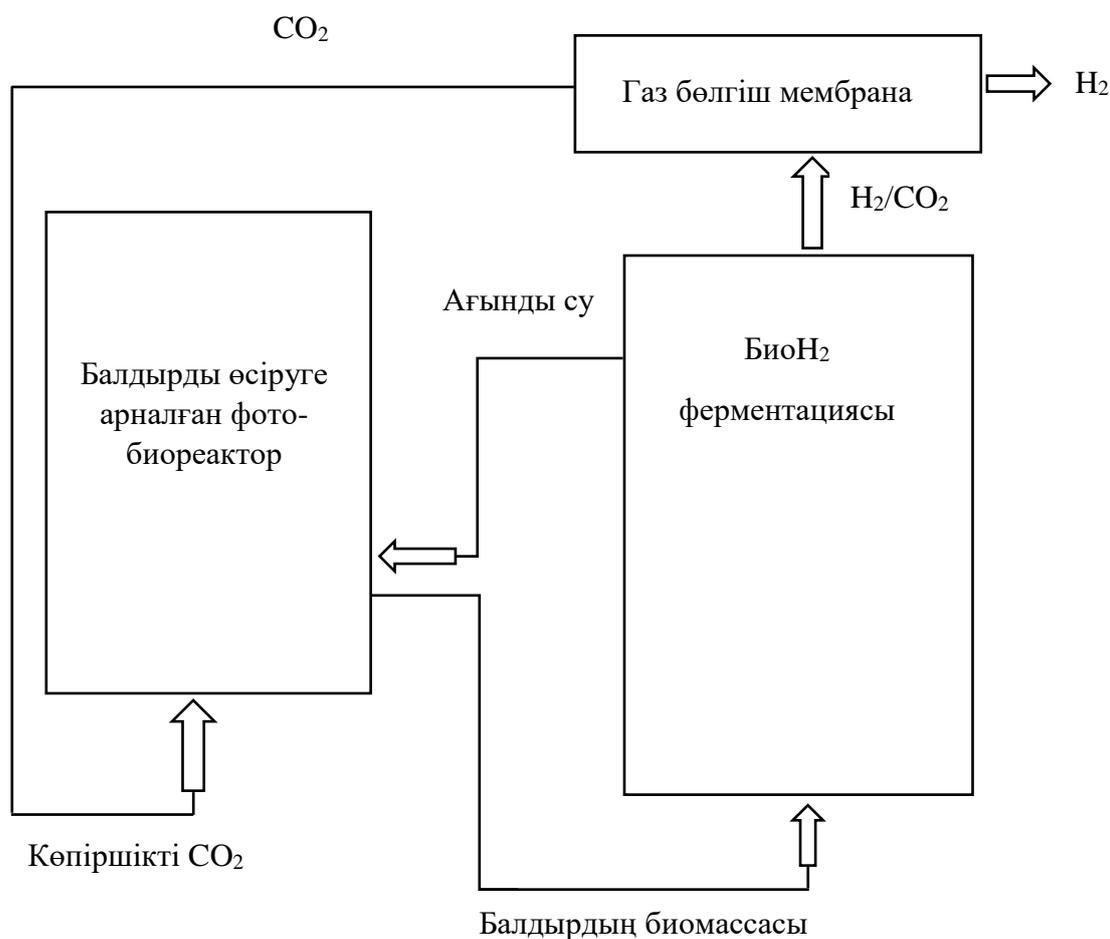 CO₂
Газ бөлгіш мембрана
H₂
H₂/CO₂
Ағынды су
БиоH₂
ферментациясы
Балдырды өсіруге
арналған фото-
биореактор
Көпіршікті CO₂
Балдырдың биомассасы